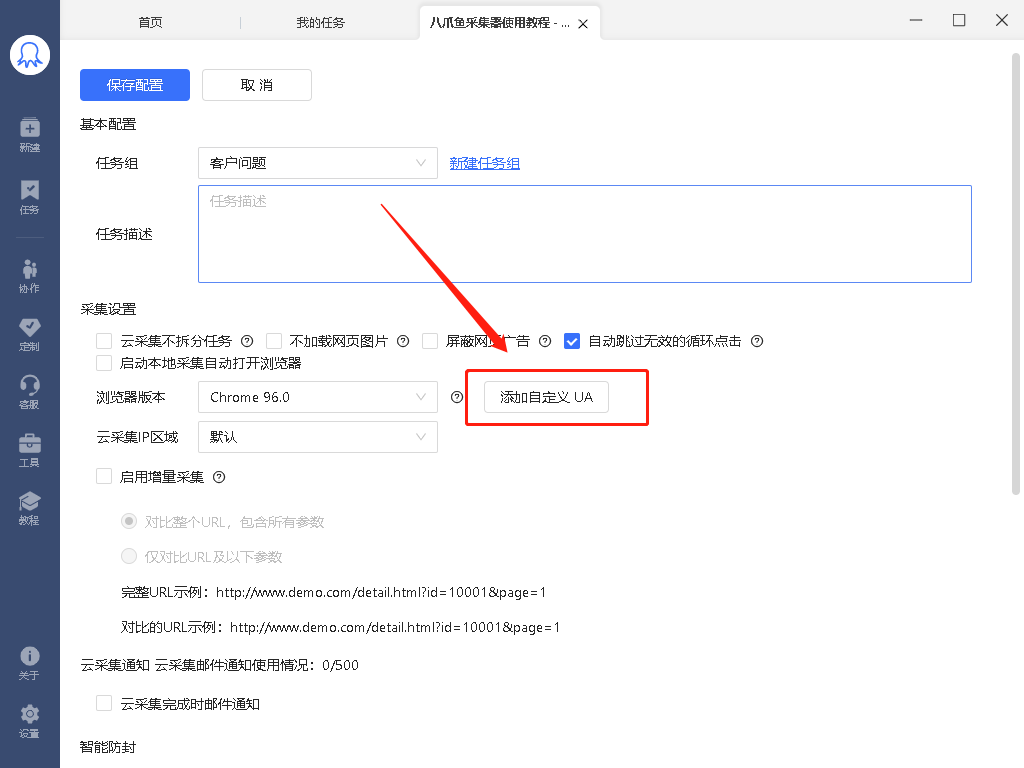 首页
我的任务
八爪鱼采集器使用教程 - ...
保存配置
取 消
基本配置
新建
任务组
客户问题
新建任务组
任务描述
任务
任务描述
协作
采集设置
云采集不拆分任务
不加载网页图片
屏蔽网页广告
自动跳过无效的循环点击
定制
启动本地采集自动打开浏览器
浏览器版本
Chrome 96.0
添加自定义 UA
客服
云采集IP区域
默认
工具
启用增量采集
教程
对比整个URL，包含所有参数
仅对比URL及以下参数
完整URL示例：http://www.demo.com/detail.html?id=10001&page=1
对比的URL示例：http://www.demo.com/detail.html?id=10001&page=1
云采集通知 云采集邮件通知使用情况：0/500
关于
云采集完成时邮件通知
设置
智能防封